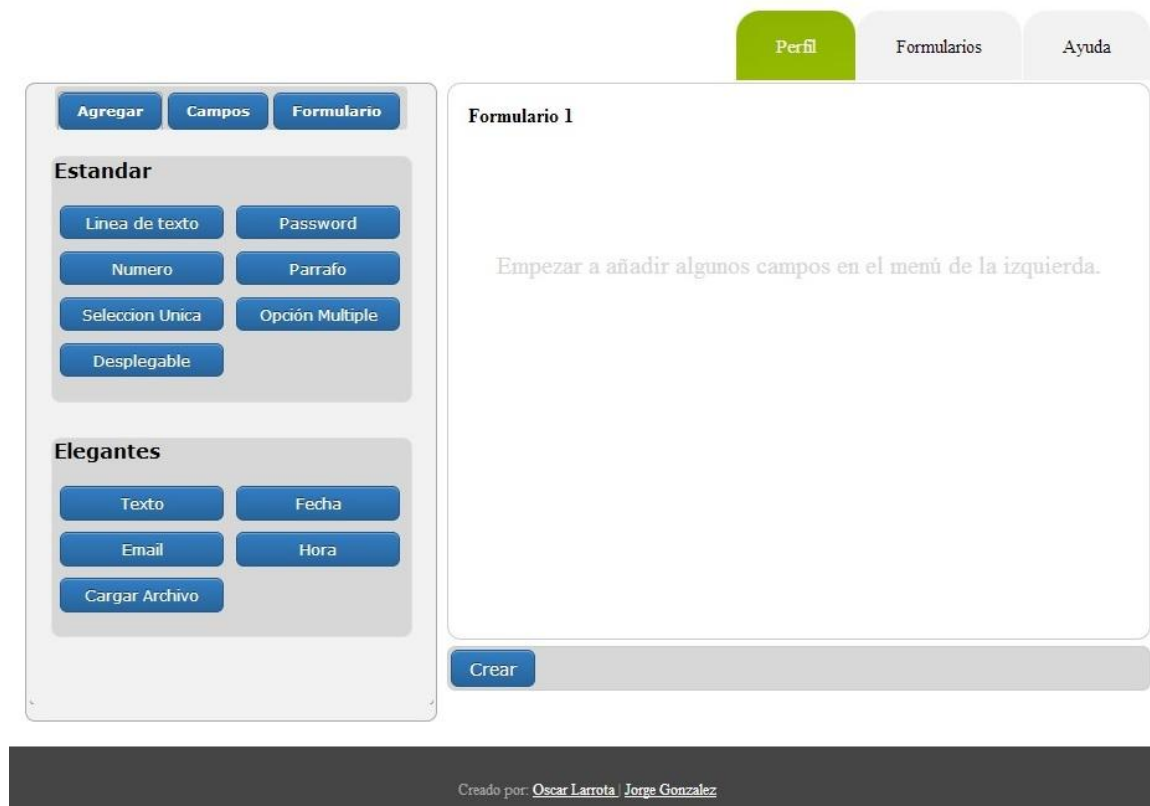 Perfil Formularios Ayuda
Agregar Campos Formulario
Estandar
Linea de texto Password
Numero Parrafo
Seleccion Unica Opción Multiple
Desplegable
Elegantes
Texto Fecha
Email Hora
Cargar Archivo
Formulario 1
Empezar a añadir algunos campos en el menú de la izquierda.
Crear
Creado por: Oscar Larrota | Jorge Gonzalez